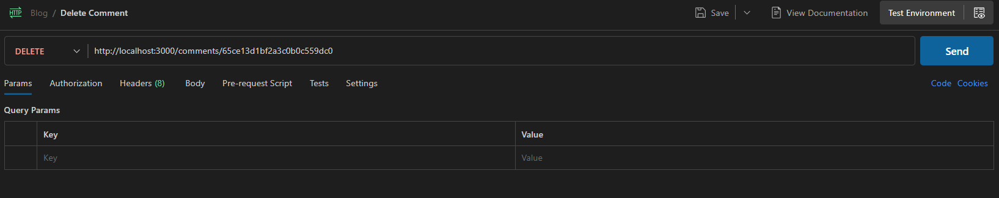 HTTP Blog / Delete Comment Save View Documentation Test Environment
DELETE http://localhost:3000/comments/65ce13d1bf2a3c0b0c559dc0 Send
Params Authorization Headers (8) Body Pre-request Script Tests Settings Code Cookies
Query Params
Key Value
Key Value